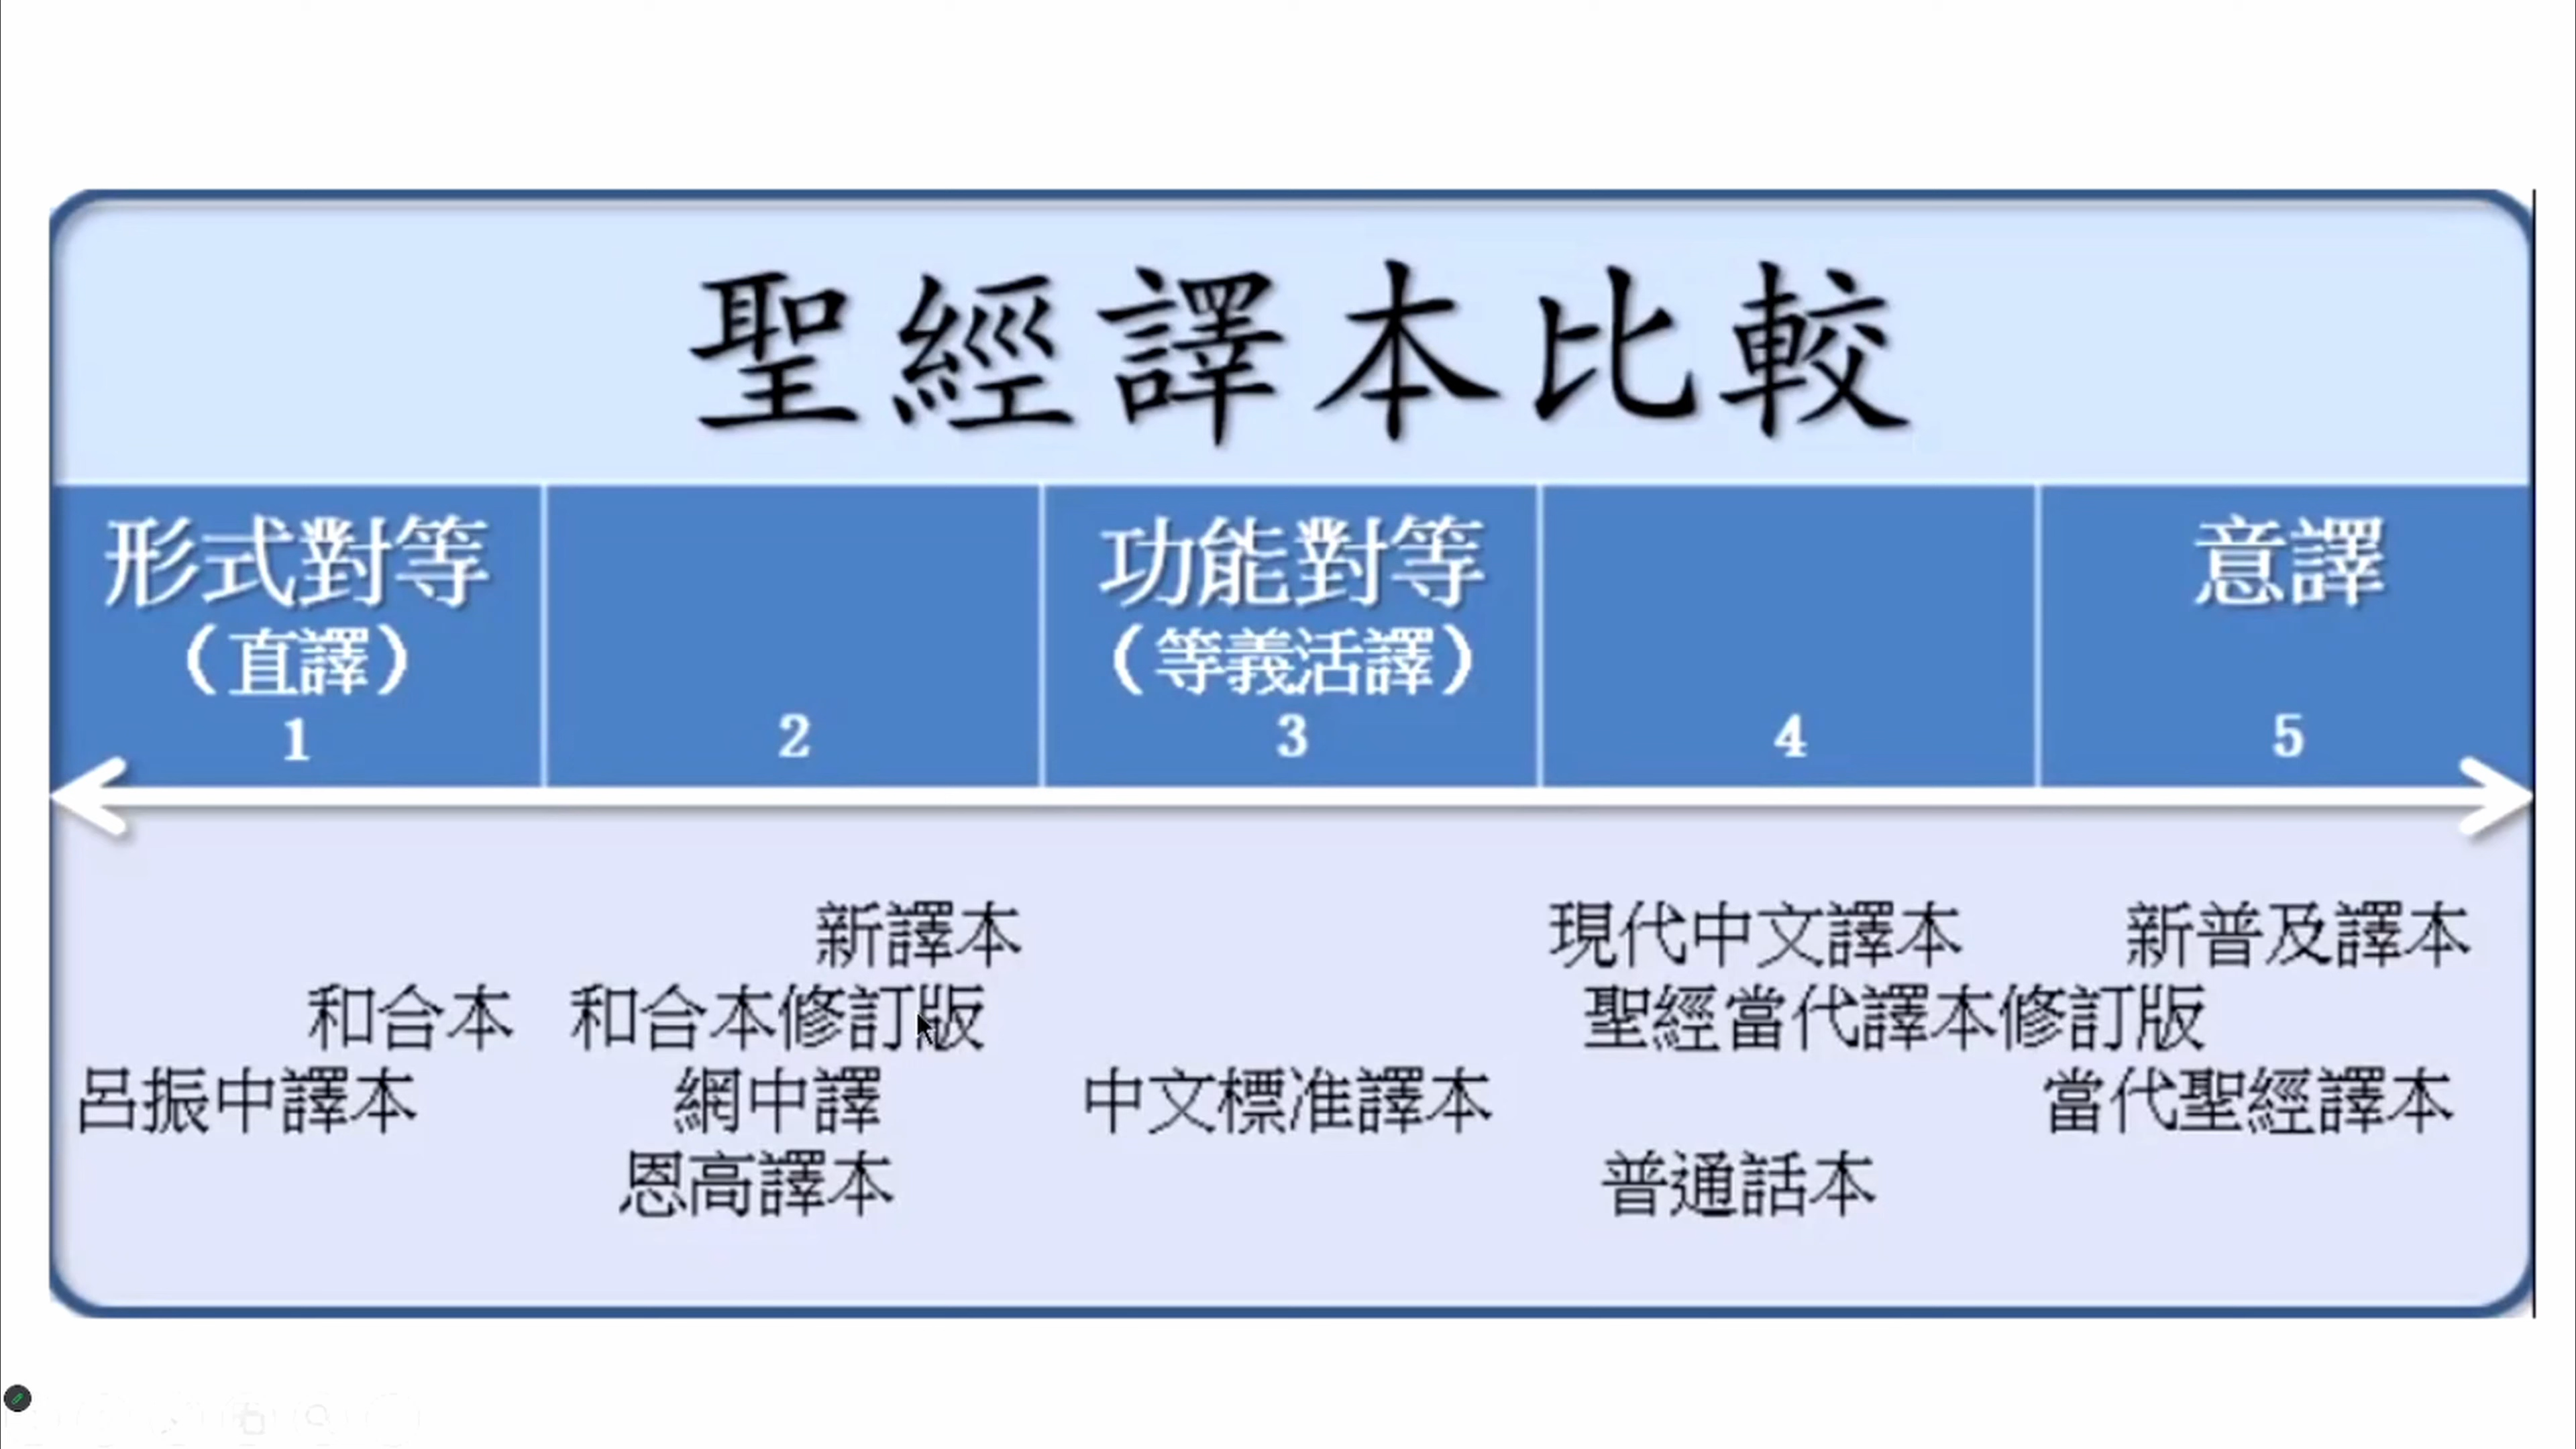 聖經譯本比較
形式對等
（直譯）
1
2
功能對等
（等義活譯）
3
4
意譯
5
新譯本 現代中文譯本 新普及譯本
和合本 和合本修訂版 聖經當代譯本修訂版
呂振中譯本 網中譯 中文標准譯本 當代聖經譯本
恩高譯本 普通話本